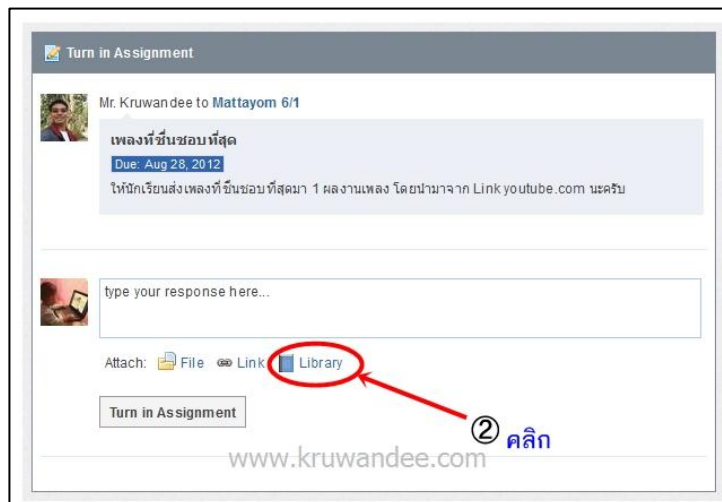 Turn in Assignment
Mr. Kruwandee to Mattayom 6/1
เพลงที่ชื่นชอบที่สุด
Due: Aug 28, 2012
ให้นักเรียนส่งเพลงที่ชื่นชอบที่สุดมา 1 ผลงานเพลง โดยนำมาจาก Link youtube.com นะครับ
type your response here...
Attach: File Link Library
Turn in Assignment
② คลิก
www.kruwandee.com